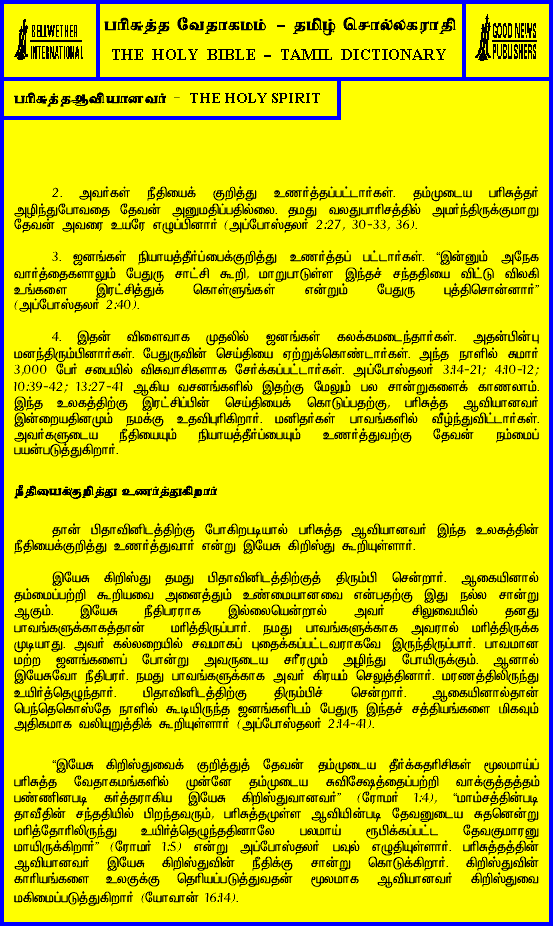 BELLWETHER
INTERNATIONAL
பரிசுத்த வேதாகமம் – தமிழ் சொல்லகராதி
THE HOLY BIBLE – TAMIL DICTIONARY
GOOD NEWS
PUBLISHERS
பரிசுத்தஆவியானவர் – THE HOLY SPIRIT
2. அவர்கள் நீதியைக் குறித்து உணர்த்தப்பட்டார்கள். தம்முடைய பரிசுத்தர்
அழிந்துபோவதை தேவன் அனுமதிப்பதில்லை. தமது வலதுபாரிசத்தில் அமர்ந்திருக்குமாறு
தேவன் அவரை உயரே எழுப்பினார் (அப்போஸ்தலர் 2:27, 30-33, 36).
3. ஜனங்கள் நியாயத்தீர்ப்பைக்குறித்து உணர்த்தப் பட்டார்கள். “இன்னும் அநேக
வார்த்தைகளாலும் பேதுரு சாட்சி கூறி, மாறுபாடுள்ள இந்தச் சந்ததியை விட்டு விலகி
உங்களை இரட்சித்துக் கொள்ளுங்கள் என்றும் பேதுரு புத்திசொன்னார்”
(அப்போஸ்தலர் 2:40).
4. இதன் விளைவாக முதலில் ஜனங்கள் கலக்கமடைந்தார்கள். அதன்பின்பு
மனந்திரும்பினார்கள். பேதுருவின் செய்தியை ஏற்றுக்கொண்டார்கள். அந்த நாளில் சுமார்
3,000 பேர் சபையில் விசுவாசிகளாக சேர்க்கப்பட்டார்கள். அப்போஸ்தலர் 3:14-21; 4:10-12;
10:39-42; 13:27-41 ஆகிய வசனங்களில் இதற்கு மேலும் பல சான்றுகளைக் காணலாம்.
இந்த உலகத்திற்கு இரட்சிப்பின் செய்தியைக் கொடுப்பதற்கு, பரிசுத்த ஆவியானவர்
இன்றையதினமும் நமக்கு உதவிபுரிகிறார். மனிதர்கள் பாவங்களில் வீழ்ந்துவிட்டார்கள்.
அவர்களுடைய நீதியையும் நியாயத்தீர்ப்பையும் உணர்த்துவற்கு தேவன் நம்மைப்
பயன்படுத்துகிறார்.
நீதியைக்குறித்து உணர்த்துகிறார்
தான் பிதாவினிடத்திற்கு போகிறபடியால் பரிசுத்த ஆவியானவர் இந்த உலகத்தின்
நீதியைக்குறித்து உணர்த்துவார் என்று இயேசு கிறிஸ்து கூறியுள்ளார்.
இயேசு கிறிஸ்து தமது பிதாவினிடத்திற்குத் திரும்பி சென்றார். ஆகையினால்
தம்மைப்பற்றி கூறியவை அனைத்தும் உண்மையானவை என்பதற்கு இது நல்ல சான்று
ஆகும். இயேசு நீதிபரராக இல்லையென்றால் அவர் சிலுவையில் தனது
பாவங்களுக்காகத்தான் மரித்திருப்பார். நமது பாவங்களுக்காக அவரால் மரித்திருக்க
முடியாது. அவர் கல்லறையில் சவமாகப் புதைக்கப்பட்டவராகவே இருந்திருப்பார். பாவமான
மற்ற ஜனங்களைப் போன்று அவருடைய சரீரமும் அழிந்து போயிருக்கும். ஆனால்
இயேசுவோ நீதிபரர். நமது பாவங்களுக்காக அவர் கிரயம் செலுத்தினார். மரணத்திலிருந்து
உயிர்த்தெழுந்தார். பிதாவினிடத்திற்கு திரும்பிச் சென்றார். ஆகையினால்தான்
பெந்தெகொஸ்தே நாளில் கூடியிருந்த ஜனங்களிடம் பேதுரு இந்தச் சத்தியங்களை மிகவும்
அதிகமாக வலியுறுத்திக் கூறியுள்ளார் (அப்போஸ்தலர் 2:14-41).
“இயேசு கிறிஸ்துவைக் குறித்துத் தேவன் தம்முடைய தீர்க்கதரிசிகள் மூலமாய்ப்
பரிசுத்த வேதாகமங்களில் முன்னே தம்முடைய சுவிசேஷத்தைப்பற்றி வாக்குத்தத்தம்
பண்ணினபடி கர்த்தராகிய இயேசு கிறிஸ்துவானவர்” (ரோமர் 1:4), “மாம்சத்தின்படி
தாவீதின் சந்ததியில் பிறந்தவரும், பரிசுத்தமுள்ள ஆவியின்படி தேவனுடைய சுதனென்று
மரித்தோரிலிருந்து உயிர்த்தெழுந்ததினாலே பலமாய் ரூபிக்கப்பட்ட தேவகுமாரனு
மாயிருக்கிறார்” (ரோமர் 1:5) என்று அப்போஸ்தலர் பவுல் எழுதியுள்ளார். பரிசுத்தத்தின்
ஆவியானவர் இயேசு கிறிஸ்துவின் நீதிக்கு சான்று கொடுக்கிறார். கிறிஸ்துவின்
காரியங்களை உலகுக்கு தெரியப்படுத்துவதன் மூலமாக ஆவியானவர் கிறிஸ்துவை
மகிமைப்படுத்துகிறார் (யோவான் 16:14).